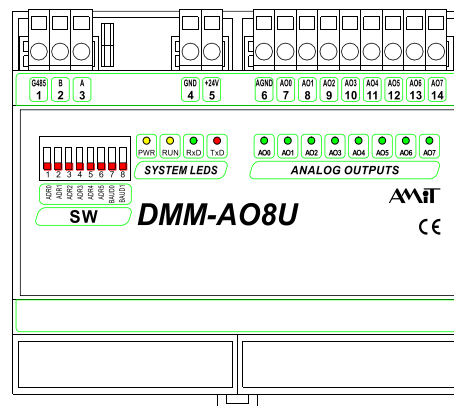 G485 B A GND +24V AGND AO0 AO1 AO2 AO3 AO4 AO5 AO6 AO7
1 2 3 4 5 6 7 8 9 10 11 12 13 14
PWR RUN RxD TxD AO0 AO1 AO2 AO3 AO4 AO5 AO6 AO7
SYSTEM LEDS ANALOG OUTPUTS
1 2 3 4 5 6 7 8
ADR0 ADR1 ADR2 ADR3 ADR4 ADR5 BAUD0 BAUD1
AMiT
SW DMM-AO8U
CE